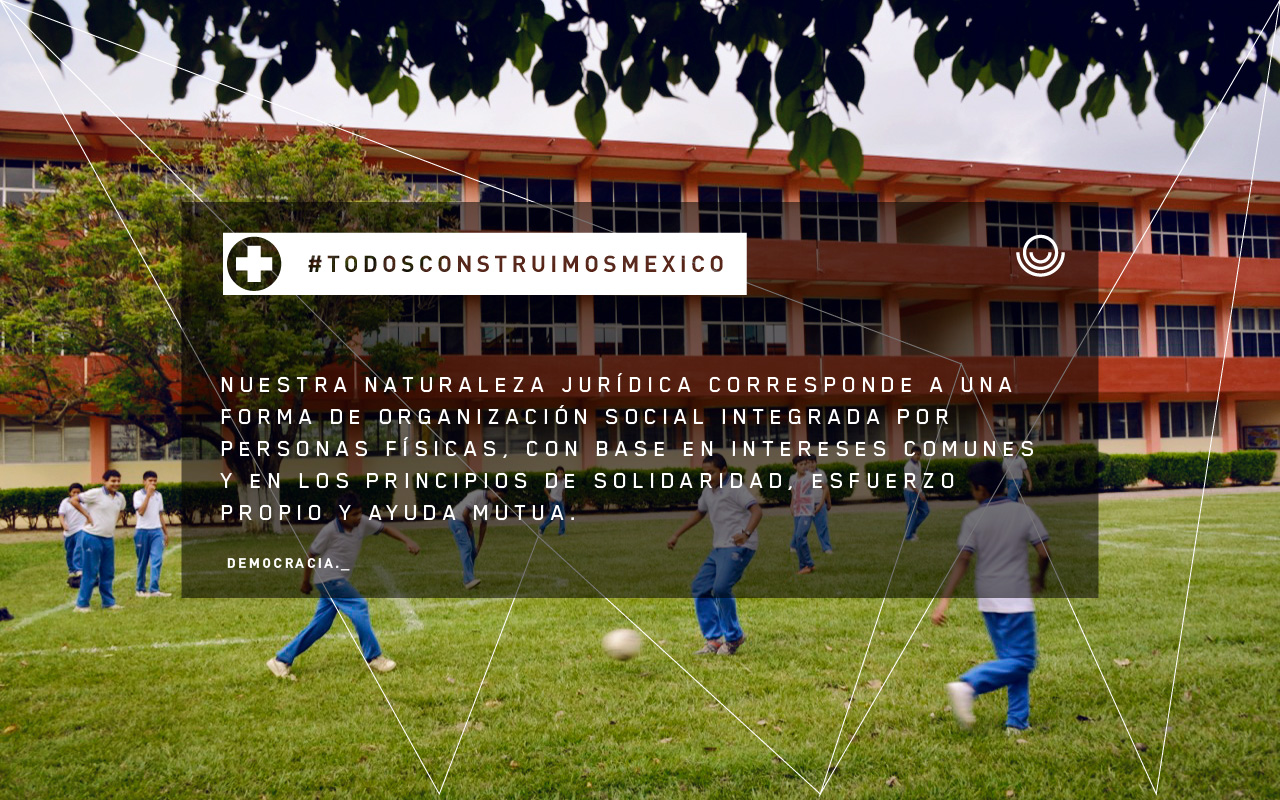 #TODOSCONSTRUIMOSMEXICO
NUESTRA NATURALEZA JURÍDICA CORRESPONDE A UNA
FORMA DE ORGANIZACIÓN SOCIAL INTEGRADA POR
PERSONAS FÍSICAS, CON BASE EN INTERESES COMUNES
Y EN LOS PRINCIPIOS DE SOLIDARIDAD, ESFUERZO
PROPIO Y AYUDA MUTUA.
DEMOCRACIA._